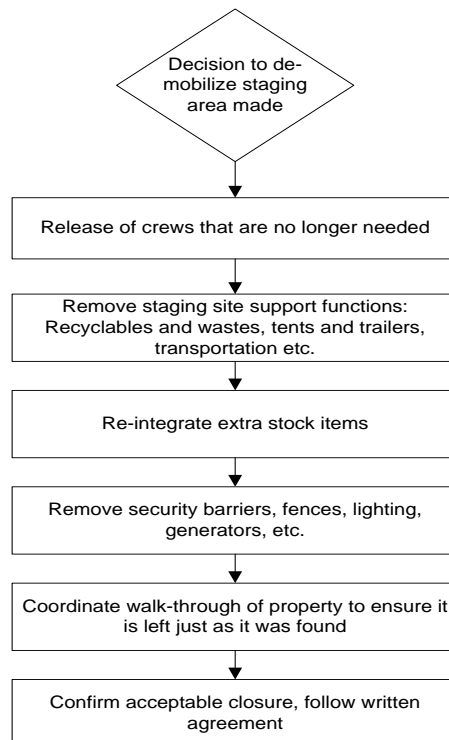 Decision to de-
mobilize staging
area made
Release of crews that are no longer needed
Remove staging site support functions:
Recyclables and wastes, tents and trailers,
transportation etc.
Re-integrate extra stock items
Remove security barriers, fences, lighting,
generators, etc.
Coordinate walk-through of property to ensure it
is left just as it was found
Confirm acceptable closure, follow written
agreement